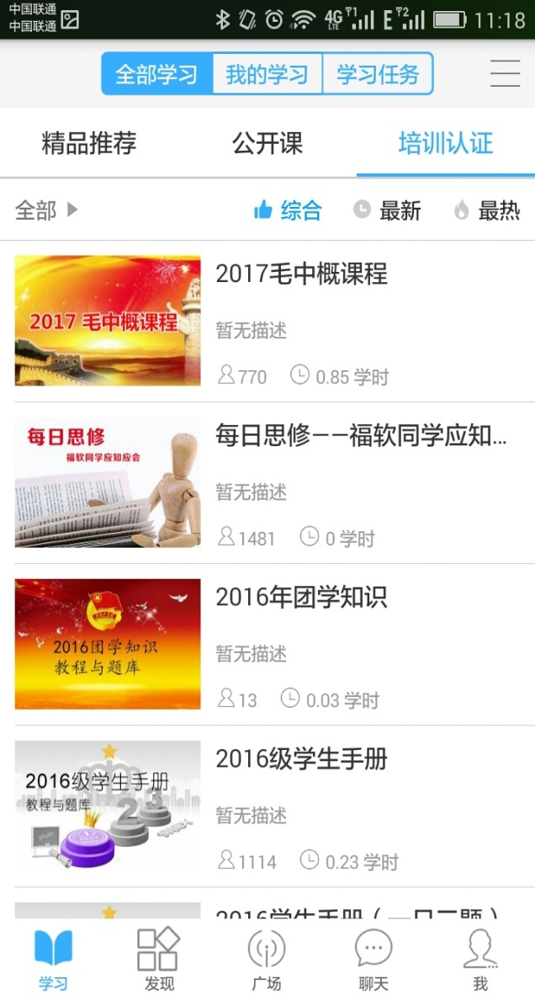 中国联通
中国联通
4G LTE
E
11:18
全部学习
我的学习
学习任务
精品推荐
公开课
培训认证
全部
综合
最新
最热
2017 毛中概课程
2017毛中概课程
暂无描述
770
0.85 学时
每日思修
福软同学应知应会
每日思修——福软同学应知...
暂无描述
1481
0 学时
2016团学知识
教程与题库
2016年团学知识
暂无描述
13
0.03 学时
2016级学生手册
教程与题库
2016级学生手册
暂无描述
1114
0.23 学时
2016学生手册（一日三题）
学习
发现
广场
聊天
我